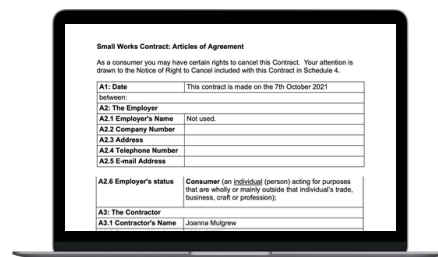 Small Works Contract: Articles of Agreement
As a consumer you may have certain rights to cancel this Contract. Your attention is
drawn to the Notice of Right to Cancel included with this Contract in Schedule 4.
A1: Date This contract is made on the 7th October 2021
between:
A2: The Employer
A2.1 Employer's Name Not used.
A2.2 Company Number
A2.3 Address
A2.4 Telephone Number
A2.5 E-mail Address
A2.6 Employer's status Consumer (an individual (person) acting for purposes
that are wholly or mainly outside that individual's trade,
business, craft or profession);
A3: The Contractor
A3.1 Contractor's Name Joanna Mulgrew